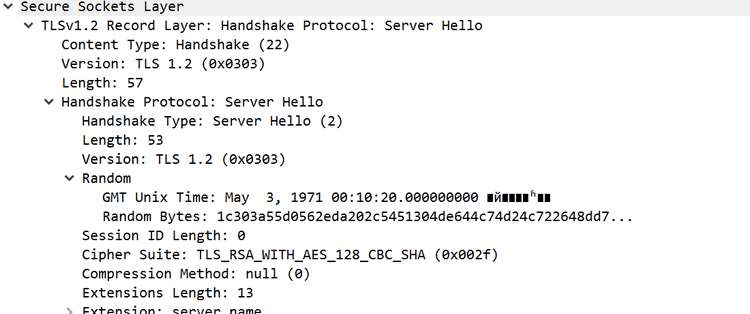 Secure Sockets Layer
TLSv1.2 Record Layer: Handshake Protocol: Server Hello
Content Type: Handshake (22)
Version: TLS 1.2 (0x0303)
Length: 57
Handshake Protocol: Server Hello
Handshake Type: Server Hello (2)
Length: 53
Version: TLS 1.2 (0x0303)
Random
GMT Unix Time: May  3, 1971 00:10:20.000000000
Random Bytes: 1c303a55d0562eda202c5451304de644c74d24c722648dd7...
Session ID Length: 0
Cipher Suite: TLS_RSA_WITH_AES_128_CBC_SHA (0x002f)
Compression Method: null (0)
Extensions Length: 13
Extension: server_name